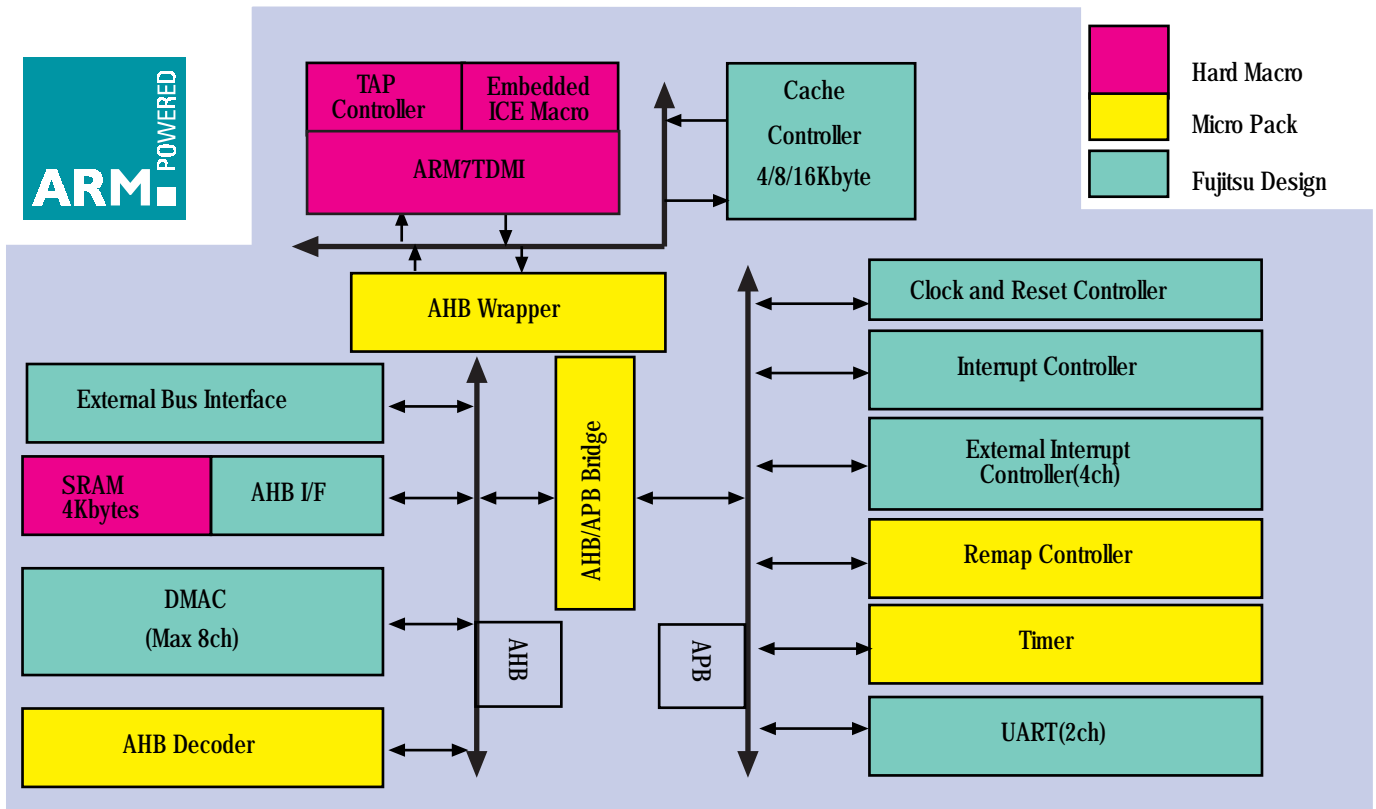 ARM POWERED
TAP
Controller
Embedded
ICE Macro
ARM7TDMI
Cache
Controller
4/8/16Kbyte
Hard Macro
Micro Pack
Fujitsu Design
AHB Wrapper
External Bus Interface
SRAM
4Kbytes
AHB I/F
DMAC
(Max 8ch)
AHB Decoder
AHB/APB Bridge
AHB
APB
Clock and Reset Controller
Interrupt Controller
External Interrupt
Controller(4ch)
Remap Controller
Timer
UART(2ch)